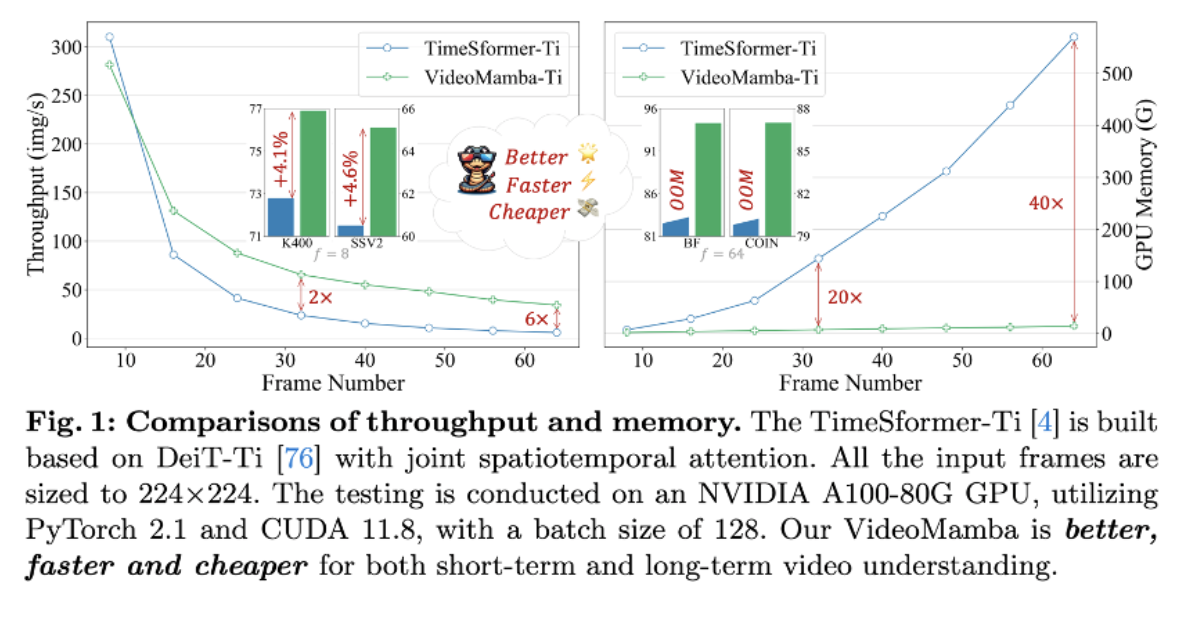 Throughput (img/s)
300
250
200
150
100
50
0
10 20 30 40 50 60
Frame Number
TimeSformer-Ti
VideoMamba-Ti
77
75
73
71
+4.1%
K400
66
64
62
60
+4.6%
SSV2
f = 8
2×
6×
Better
Faster
Cheaper
TimeSformer-Ti
VideoMamba-Ti
96
91
86
81
OOM
BF
88
85
82
79
OOM
COIN
f = 64
20×
40×
500
400
300
200
100
0
GPU Memory (G)
10 20 30 40 50 60
Frame Number
Fig. 1: Comparisons of throughput and memory. The TimeSformer-Ti [4] is built
based on DeiT-Ti [76] with joint spatiotemporal attention. All the input frames are
sized to 224×224. The testing is conducted on an NVIDIA A100-80G GPU, utilizing
PyTorch 2.1 and CUDA 11.8, with a batch size of 128. Our VideoMamba is better,
faster and cheaper for both short-term and long-term video understanding.